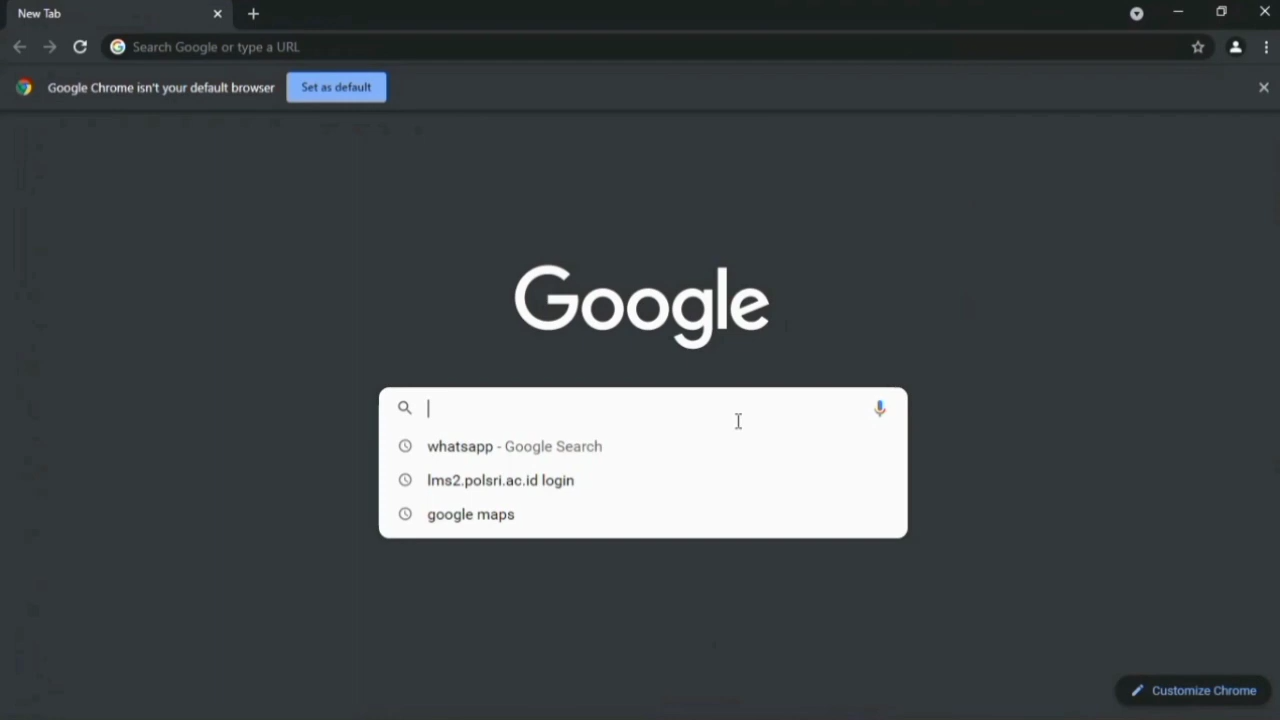 New Tab
Search Google or type a URL
Google Chrome isn't your default browser
Set as default
Google
whatsapp - Google Search
lms2.polsri.ac.id login
google maps
Customize Chrome